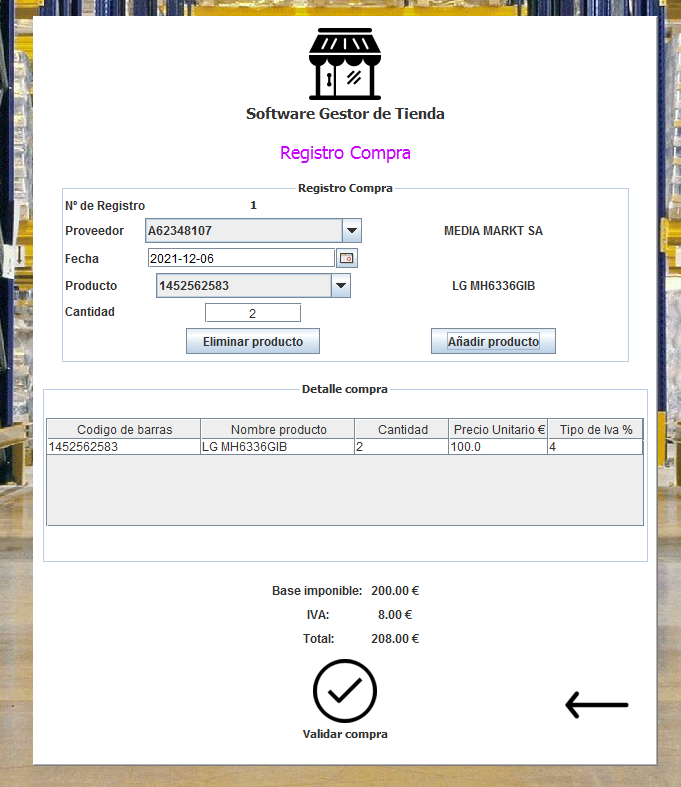 Software Gestor de Tienda
Registro Compra
Registro Compra
Nº de Registro 1
Proveedor A62348107 MEDIA MARKT SA
Fecha 2021-12-06
Producto 1452562583 LG MH6336GIB
Cantidad 2
Eliminar producto Añadir producto
Detalle compra
Codigo de barras Nombre producto Cantidad Precio Unitario € Tipo de Iva %
1452562583 LG MH6336GIB 2 100.0 4
Base imponible: 200.00 €
IVA: 8.00 €
Total: 208.00 €
Validar compra